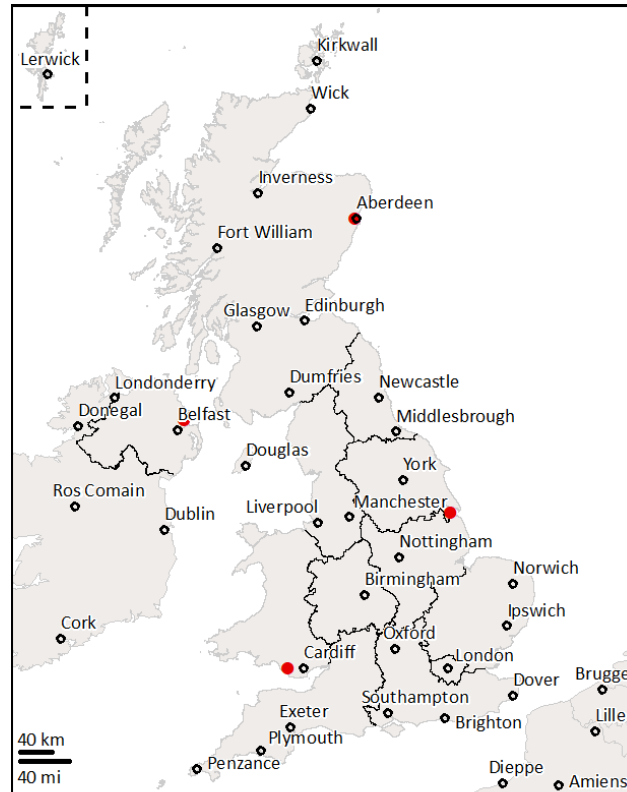 Kirkwall
Lerwick
Wick
Inverness
Aberdeen
Fort William
Glasgow
Edinburgh
Londonderry
Dumfries
Newcastle
Donegal
Belfast
Middlesbrough
Douglas
York
Ros Comain
Liverpool
Manchester
Dublin
Nottingham
Birmingham
Norwich
Ipswich
Cork
Oxford
Cardiff
London
Brugge
Dover
Southampton
Exeter
Brighton
Lille
40 km
Plymouth
Penzance
40 mi
Dieppe
Amiens